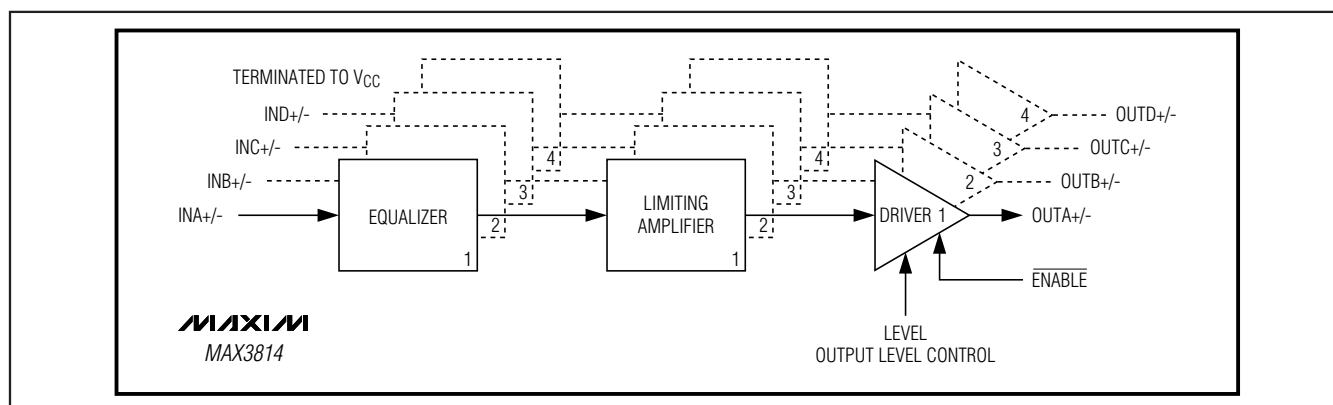 TERMINATED TO VCC
IND+/-
INC+/-
INB+/-
INA+/-
EQUALIZER
1
2
3
4
LIMITING
AMPLIFIER
1
2
3
4
DRIVER 1
2
3
4
OUTD+/-
OUTC+/-
OUTB+/-
OUTA+/-
ENABLE
LEVEL
OUTPUT LEVEL CONTROL
MAXIM
MAX3814